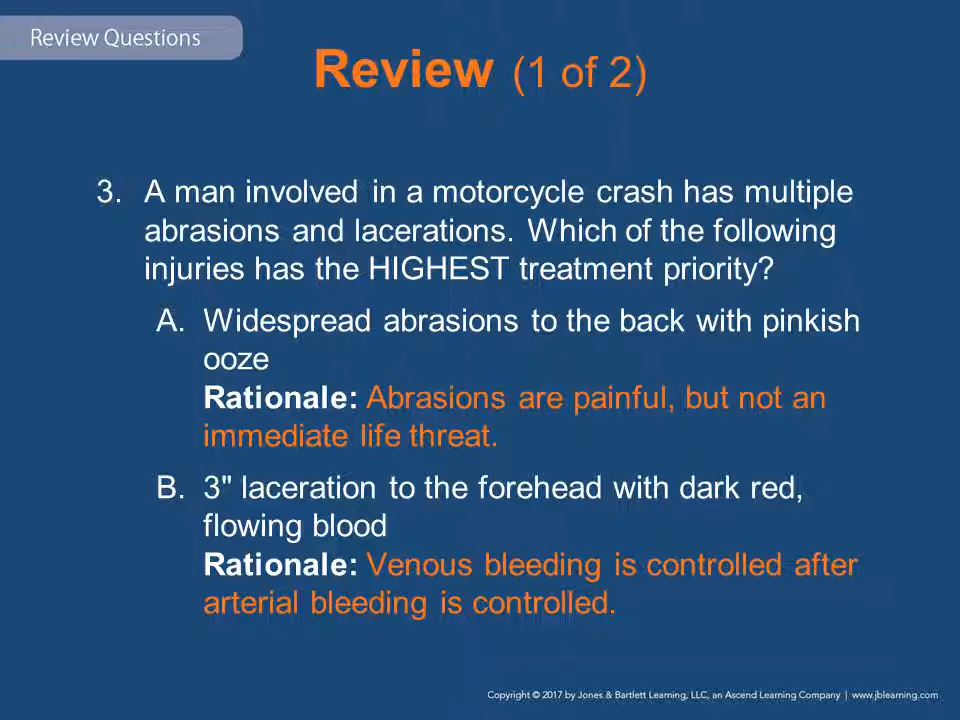 Review Questions
Review (1 of 2)
3. A man involved in a motorcycle crash has multiple
abrasions and lacerations. Which of the following
injuries has the HIGHEST treatment priority?
A. Widespread abrasions to the back with pinkish
ooze
Rationale: Abrasions are painful, but not an
immediate life threat.
B. 3" laceration to the forehead with dark red,
flowing blood
Rationale: Venous bleeding is controlled after
arterial bleeding is controlled.
Copyright © 2017 by Jones & Bartlett Learning, LLC, an Ascend Learning Company | www.jblearning.com